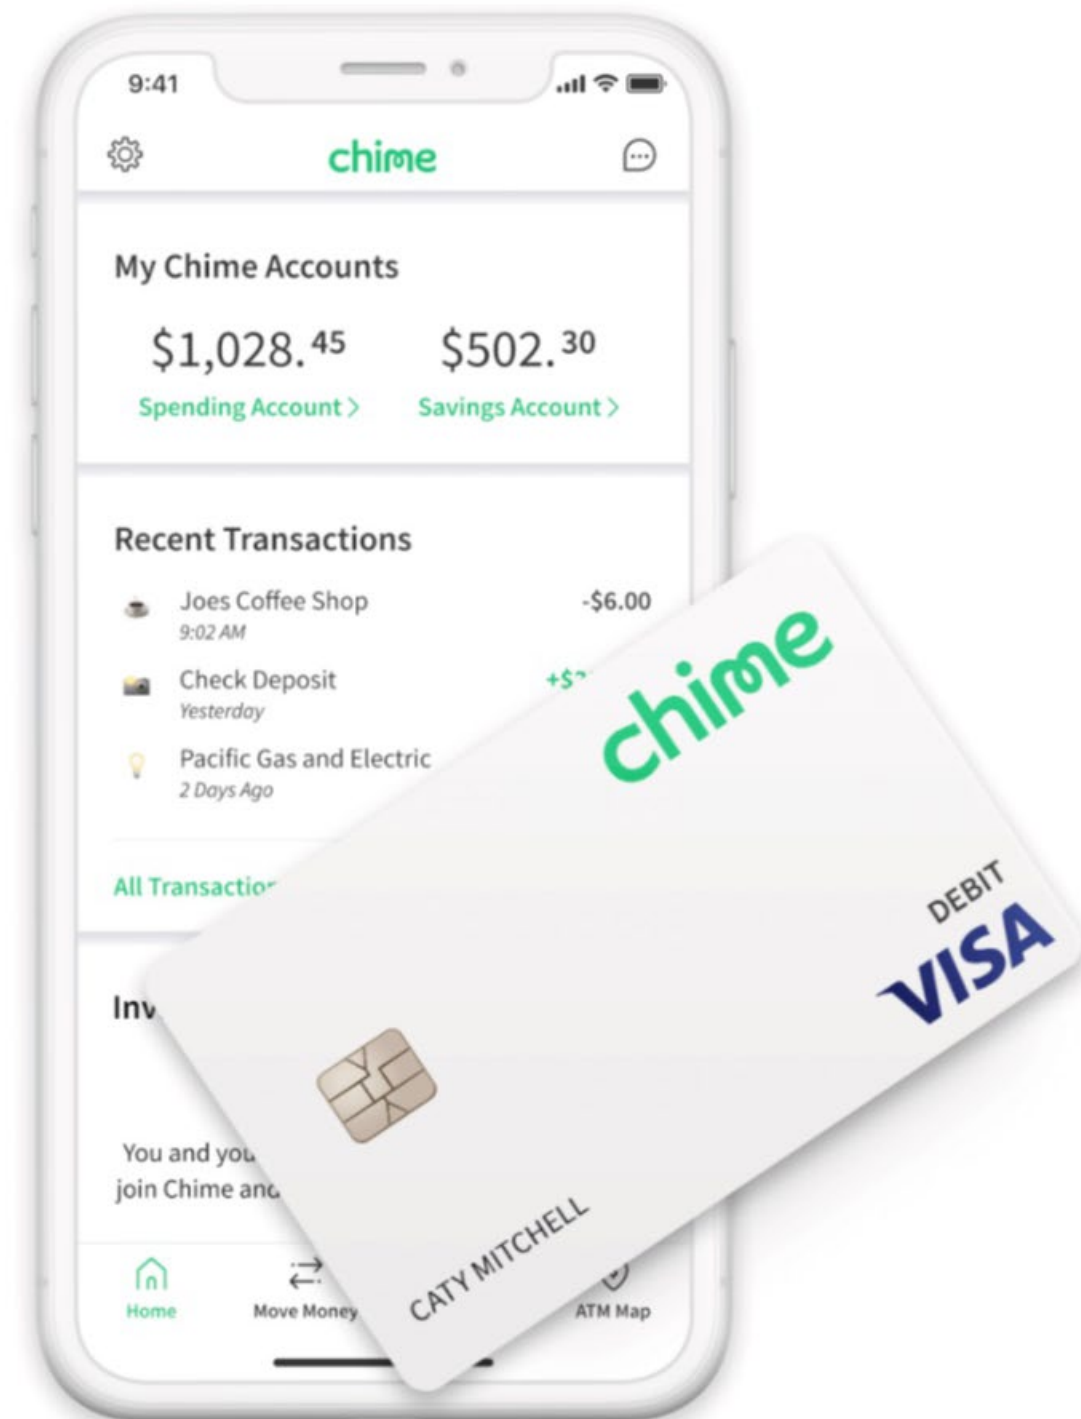 9:41
chime
My Chime Accounts
$1,028.45 $502.30
Spending Account > Savings Account >
Recent Transactions
Joes Coffee Shop -$6.00
9:02 AM
Check Deposit
Yesterday
Pacific Gas and Electric
2 Days Ago
All
You and
join Chime and
Home Move Money ATM Map
chime
DEBIT
VISA
CATY MITCHELL